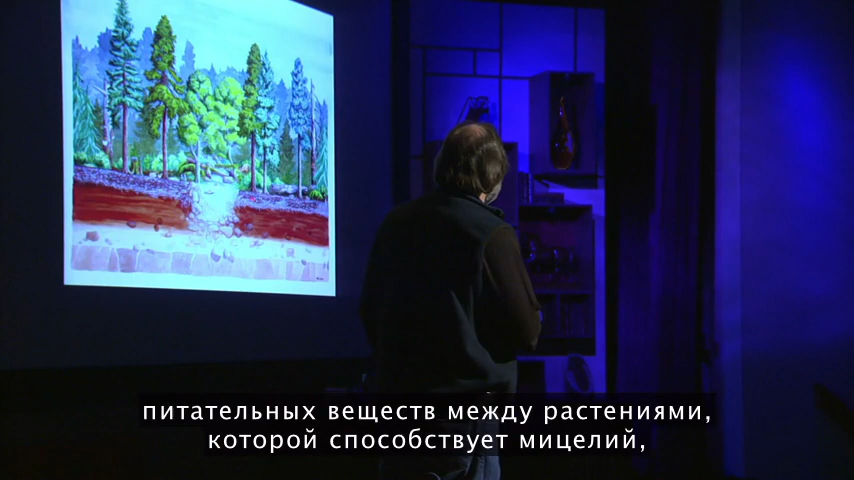 питательных веществ между растениями,
которой способствует мицелий,